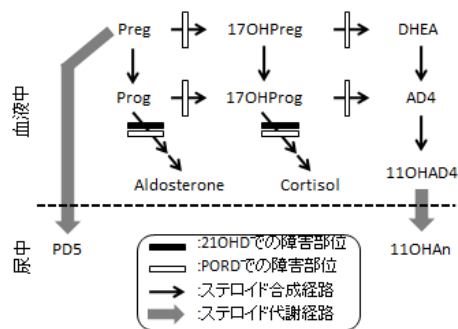 Preg 17OHPreg DHEA
Prog 17OHProg AD4
血液中
11OHAD4
Aldosterone Cortisol
尿中
PD5 11OHAn
:21OHDでの障害部位
:PORDでの障害部位
:ステロイド合成経路
:ステロイド代謝経路